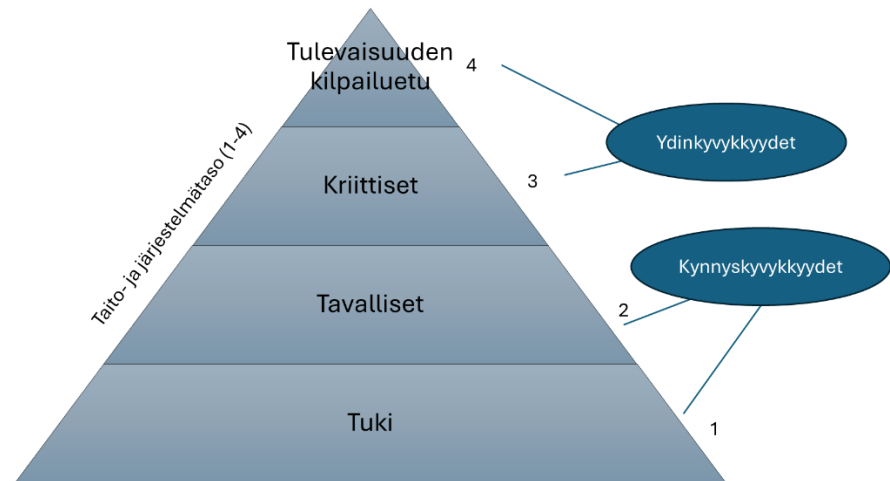 Tulevaisuuden
kilpailuetu
4
Ydinkyvykkyydet
Kriittiset
3
Taito- ja järjestelmätaso (1-4)
Kynnyskyvykkyydet
Tavalliset
2
Tuki
1